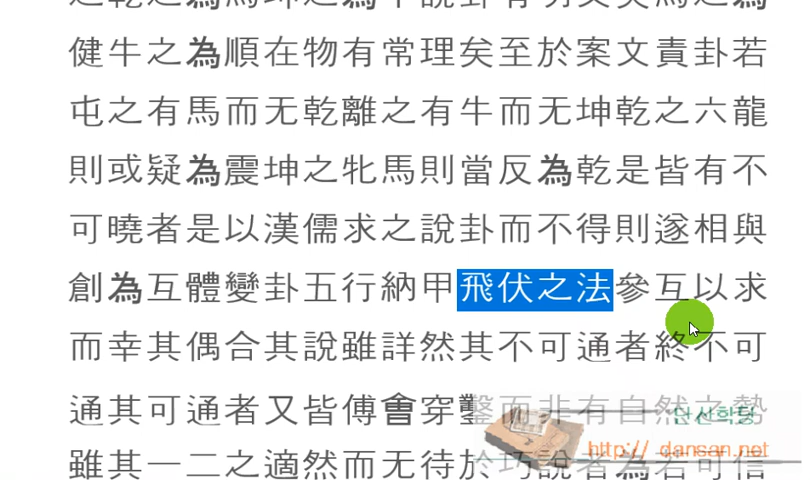 健牛之為順在物有常理矣至於案文責卦若
屯之有馬而无乾離之有牛而无坤乾之六龍
則或疑為震坤之牝馬則當反為乾是皆有不
可曉者是以漢儒求之說卦而不得則遂相與
創為互體變卦五行納甲飛伏之法參互以求
而幸其偶合其說雖詳然其不可通者終不可
通其可通者又皆傅會穿鑿而非有自然之勢
雖其一二之適然而无待於巧說者為若可信
단산학당
http://dansan.net